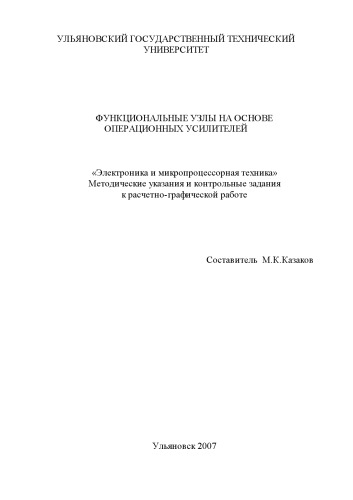 УЛЬЯНОВСКИЙ ГОСУДАРСТВЕННЫЙ ТЕХНИЧЕСКИЙ
УНИВЕРСИТЕТ
ФУНКЦИОНАЛЬНЫЕ УЗЛЫ НА ОСНОВЕ
ОПЕРАЦИОННЫХ УСИЛИТЕЛЕЙ
«Электроника и микропроцессорная техника»
Методические указания и контрольные задания
к расчетно-графической работе
Составитель М.К.Казаков
Ульяновск 2007